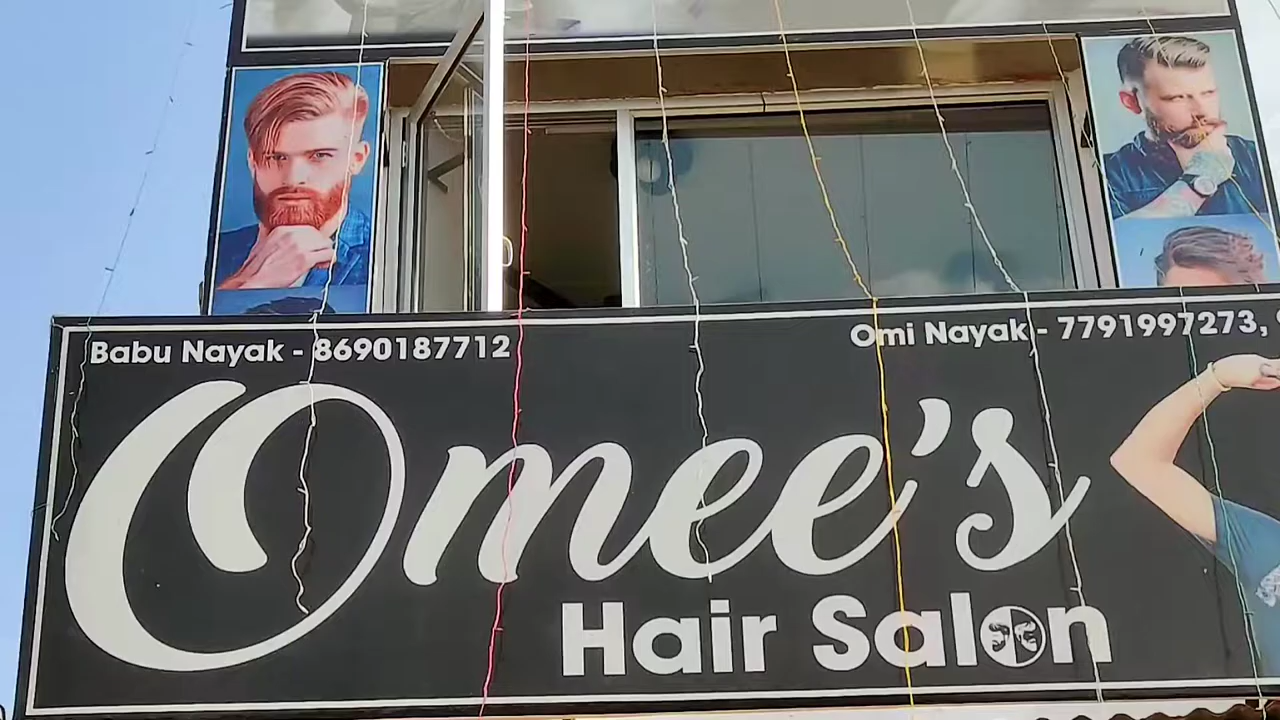 Babu Nayak - 8690187712
Omi Nayak - 7791997273,
Omee's
Hair Salon